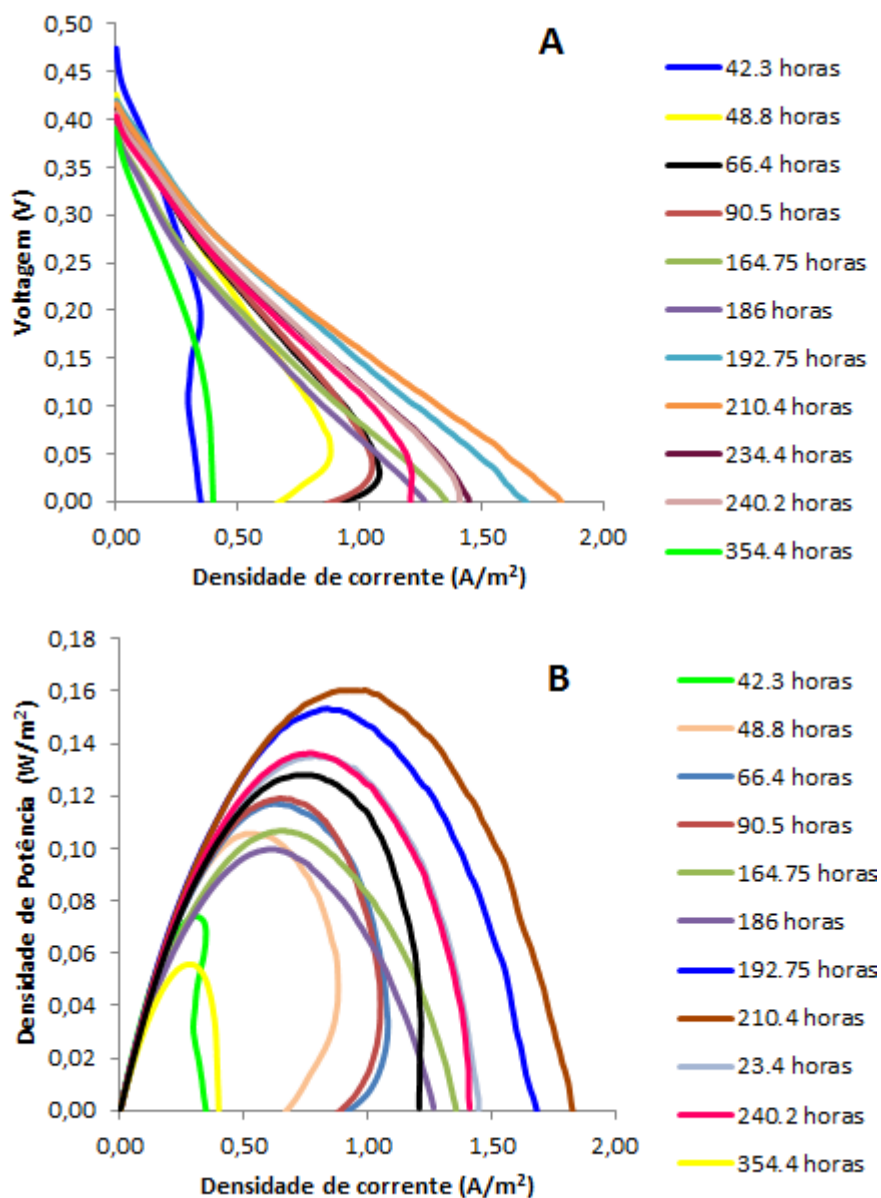 A
0,50
0,45
0,40
0,35
0,30
0,25
0,20
0,15
0,10
0,05
0,00
Voltagem (V)
0,00 0,50 1,00 1,50 2,00
Densidade de corrente (A/m²)
42.3 horas
48.8 horas
66.4 horas
90.5 horas
164.75 horas
186 horas
192.75 horas
210.4 horas
234.4 horas
240.2 horas
354.4 horas
B
0,18
0,16
0,14
0,12
0,10
0,08
0,06
0,04
0,02
0,00
Densidade de Potência (W/m²)
0,00 0,50 1,00 1,50 2,00
Densidade de corrente (A/m²)
42.3 horas
48.8 horas
66.4 horas
90.5 horas
164.75 horas
186 horas
192.75 horas
210.4 horas
23.4 horas
240.2 horas
354.4 horas